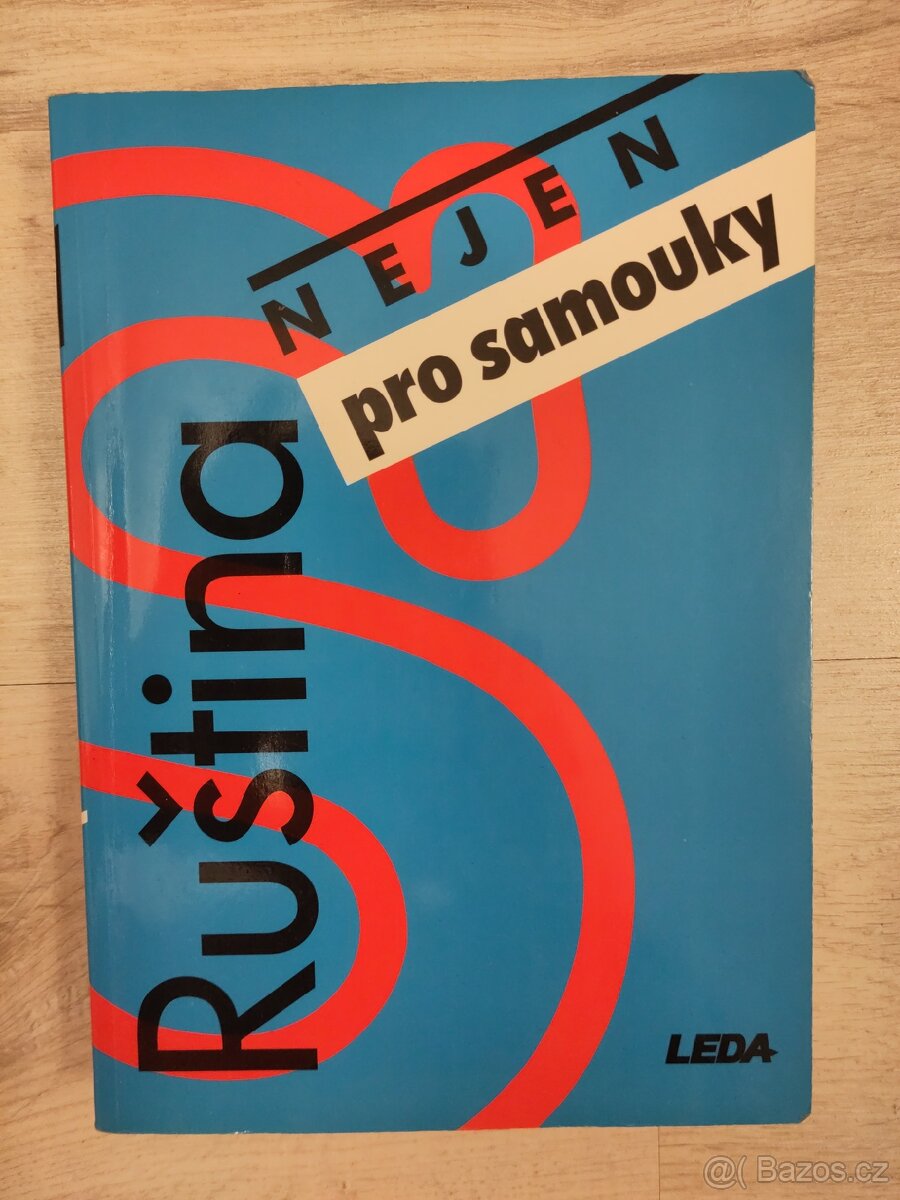 NEJEN
pro samouky
Ruština
LEDA
@( Bazos.cz